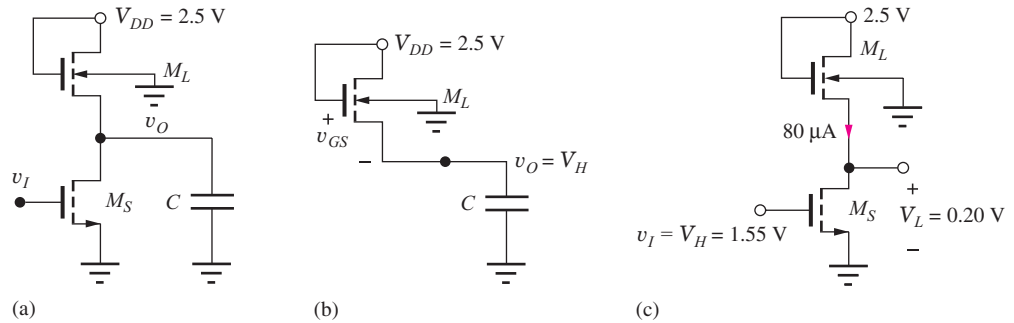 V_DD = 2.5 V
M_L
v_O
v_I
M_S
C
(a)
V_DD = 2.5 V
M_L
+
v_GS
–
v_O = V_H
C
(b)
2.5 V
M_L
80 μA
M_S
+
V_L = 0.20 V
–
v_I = V_H = 1.55 V
(c)